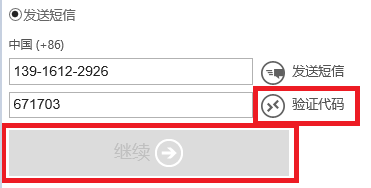 发送短信
中国 (+86)
139-1612-2926 发送短信
671703 验证代码
继续